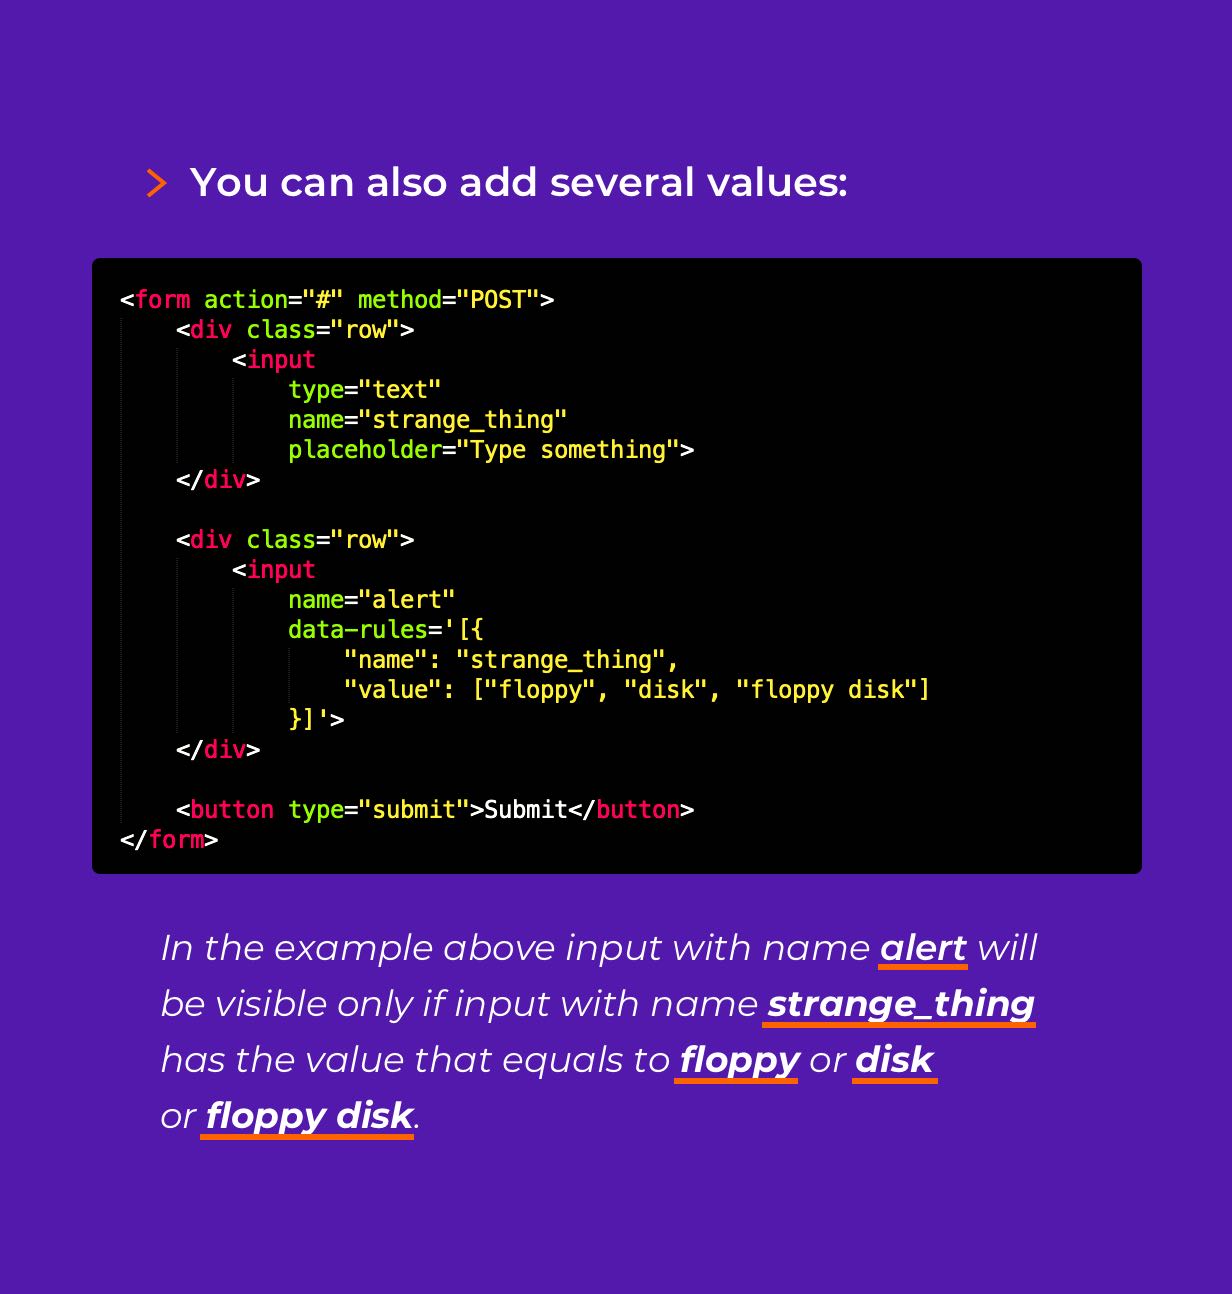 You can also add several values:
<form action="#" method="POST">
    <div class="row">
        <input
            type="text"
            name="strange_thing"
            placeholder="Type something">
    </div>

    <div class="row">
        <input
            name="alert"
            data-rules='[{
                "name": "strange_thing",
                "value": ["floppy", "disk", "floppy disk"]
            }]'>
    </div>

    <button type="submit">Submit</button>
</form>
In the example above input with name alert will
be visible only if input with name strange_thing
has the value that equals to floppy or disk
or floppy disk.